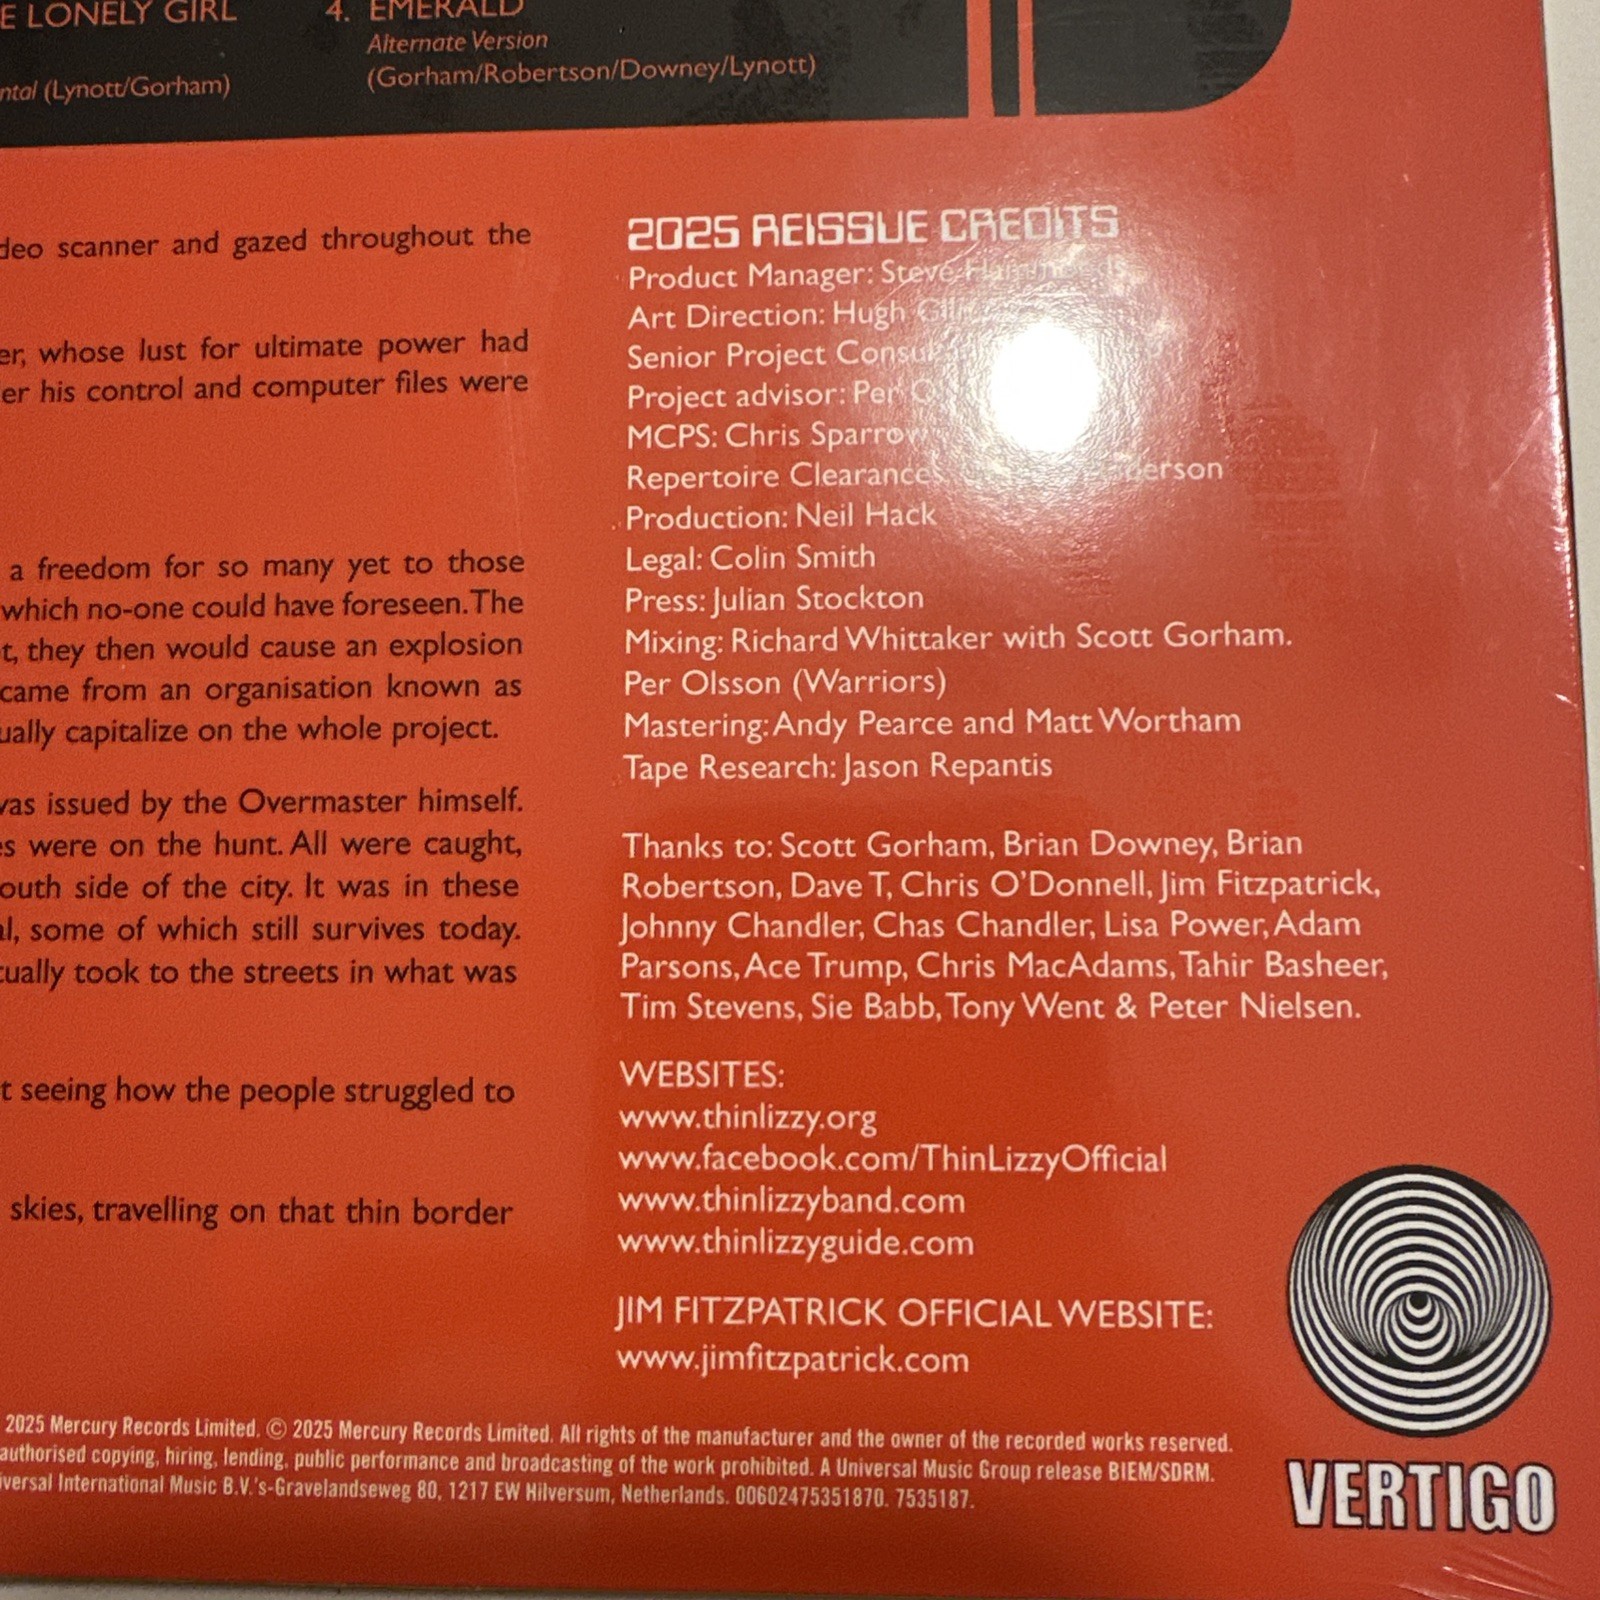 E LONELY GIRL
ntal (Lynott/Gorham)
4. EMERALD
Alternate Version
(Gorham/Robertson/Downey/Lynott)
deo scanner and gazed throughout the
er, whose lust for ultimate power had
er his control and computer files were
a freedom for so many yet to those
which no-one could have foreseen. The
t, they then would cause an explosion
came from an organisation known as
ually capitalize on the whole project.
was issued by the Overmaster himself.
es were on the hunt. All were caught,
outh side of the city. It was in these
al, some of which still survives today.
tually took to the streets in what was
t seeing how the people struggled to
skies, travelling on that thin border
2025 REISSUE CREDITS
Product Manager: Steve
Art Direction: Hugh
Senior Project
Project advisor: Per
MCPS: Chris Sparrow
Repertoire Clearance
Production: Neil Hack
Legal: Colin Smith
Press: Julian Stockton
Mixing: Richard Whittaker with Scott Gorham.
Per Olsson (Warriors)
Mastering: Andy Pearce and Matt Wortham
Tape Research: Jason Repantis
Thanks to: Scott Gorham, Brian Downey, Brian
Robertson, Dave T, Chris O'Donnell, Jim Fitzpatrick,
Johnny Chandler, Chas Chandler, Lisa Power, Adam
Parsons, Ace Trump, Chris MacAdams, Tahir Basheer,
Tim Stevens, Sie Babb, Tony Went & Peter Nielsen.
WEBSITES:
www.thinlizzy.org
www.facebook.com/ThinLizzyOfficial
www.thinlizzyband.com
www.thinlizzyguide.com
JIM FITZPATRICK OFFICIAL WEBSITE:
www.jimfitzpatrick.com
2025 Mercury Records Limited. © 2025 Mercury Records Limited. All rights of the manufacturer and the owner of the recorded works reserved.
authorised copying, hiring, lending, public performance and broadcasting of the work prohibited. A Universal Music Group release BIEM/SDRM.
iversal International Music B.V.'s-Gravelandseweg 80, 1217 EW Hilversum, Netherlands. 00602475351870. 7535187.
VERTIGO